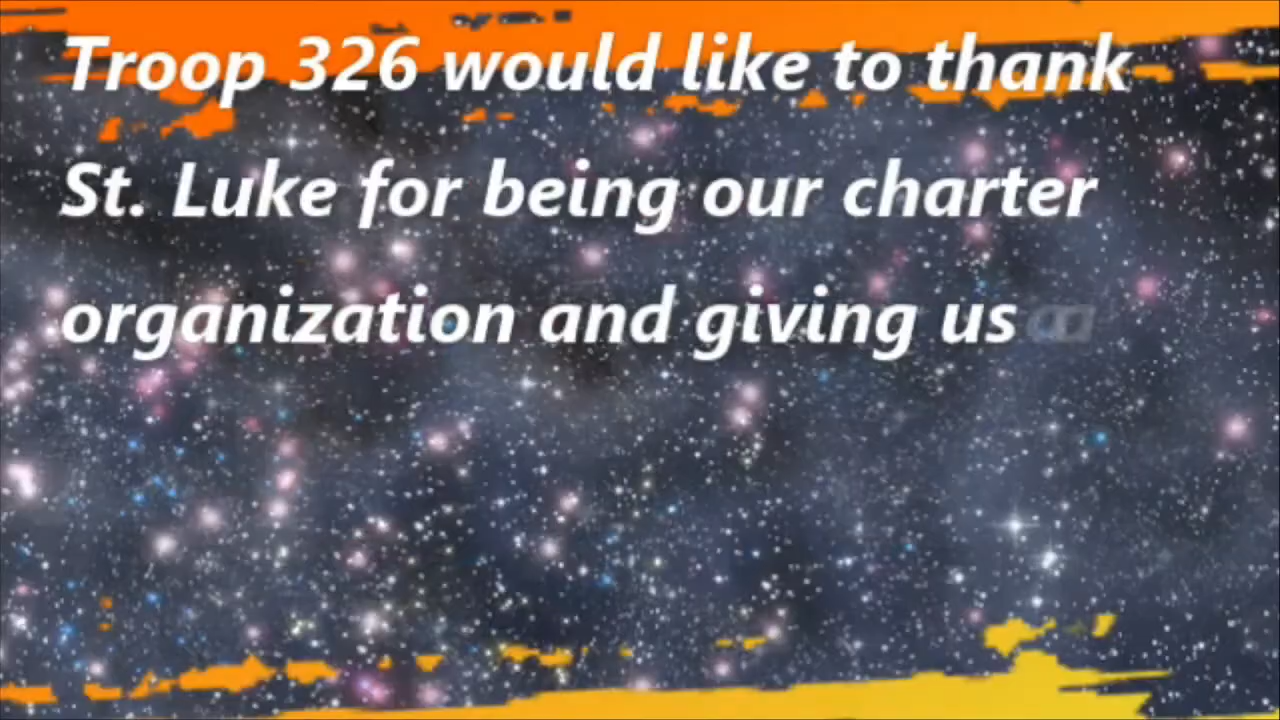 Troop 326 would like to thank
St. Luke for being our charter
organization and giving us